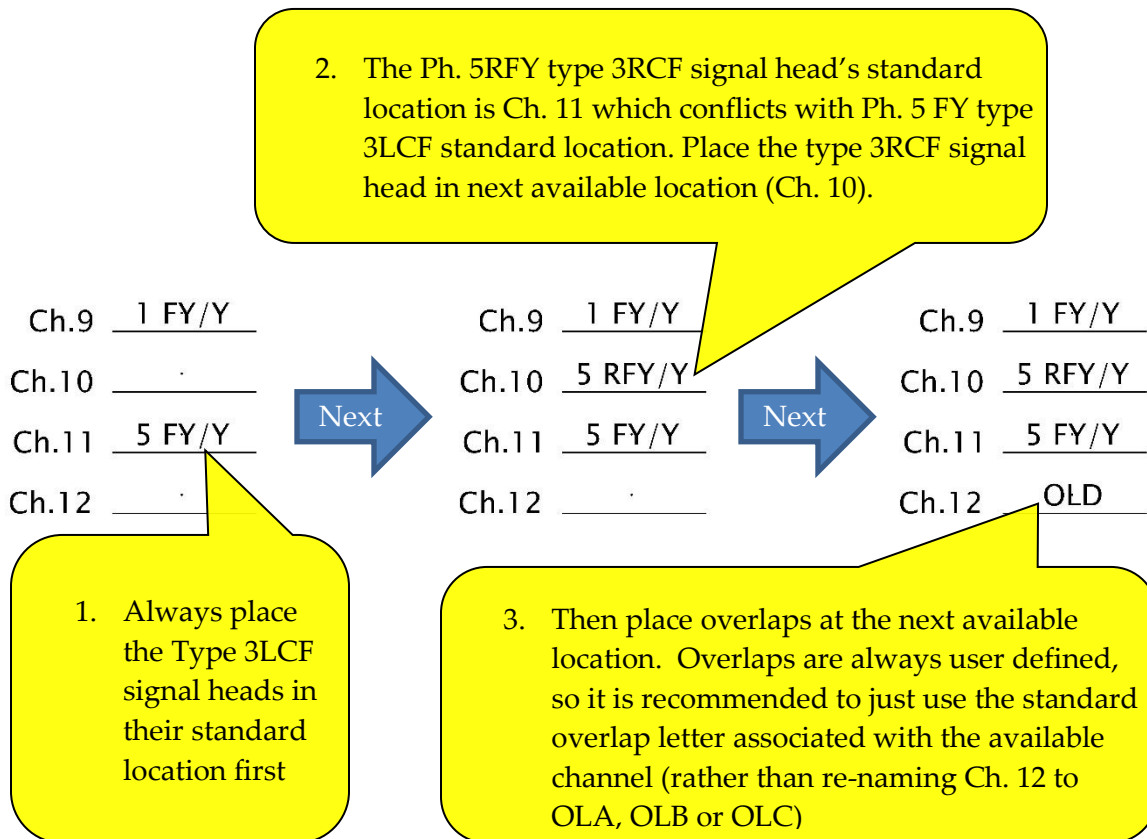 2. The Ph. 5RFY type 3RCF signal head’s standard
location is Ch. 11 which conflicts with Ph. 5 FY type
3LCF standard location. Place the type 3RCF signal
head in next available location (Ch. 10).
Ch.9 1 FY/Y
Ch.10
Ch.11 5 FY/Y
Ch.12
Next
Ch.9 1 FY/Y
Ch.10 5 RFY/Y
Ch.11 5 FY/Y
Ch.12
Next
Ch.9 1 FY/Y
Ch.10 5 RFY/Y
Ch.11 5 FY/Y
Ch.12 OLD
1. Always place
the Type 3LCF
signal heads in
their standard
location first
3. Then place overlaps at the next available
location. Overlaps are always user defined,
so it is recommended to just use the standard
overlap letter associated with the available
channel (rather than re-naming Ch. 12 to
OLA, OLB or OLC)